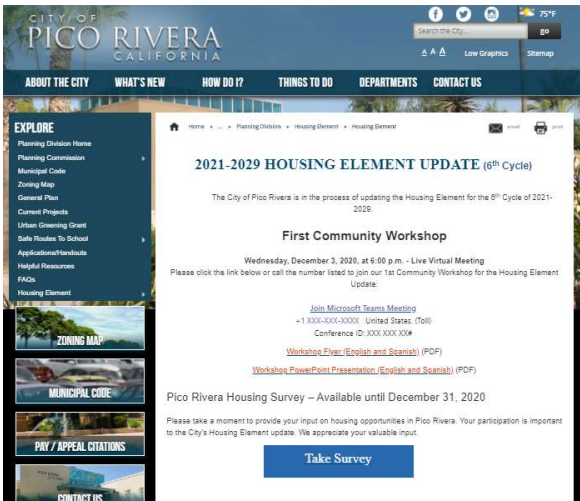 CITY OF
PICO RIVERA
CALIFORNIA
75°F
Search the City...
go
A A A
Low Graphics
Sitemap
ABOUT THE CITY
WHAT'S NEW
HOW DO I?
THINGS TO DO
DEPARTMENTS
CONTACT US
EXPLORE
Planning Division Home
Planning Commission
Municipal Code
Zoning Map
General Plan
Current Projects
Urban Greening Grant
Safe Routes To School
Applications/Handouts
Helpful Resources
FAQs
Housing Element
ZONING MAP
MUNICIPAL CODE
PAY / APPEAL CITATIONS
CONTACT US
Home ▸ ... ▸ Planning Division ▸ Housing Element ▸ Housing Element
email
print
2021-2029 HOUSING ELEMENT UPDATE (6th Cycle)
The City of Pico Rivera is in the process of updating the Housing Element for the 6th Cycle of 2021-
2029.
First Community Workshop
Wednesday, December 3, 2020, at 6:00 p.m. - Live Virtual Meeting
Please click the link below or call the number listed to join our 1st Community Workshop for the Housing Element
Update:
Join Microsoft Teams Meeting
+1 XXX-XXX-XXXX United States, (Toll)
Conference ID: XXX XXX XX#
Workshop Flyer (English and Spanish) (PDF)
Workshop PowerPoint Presentation (English and Spanish) (PDF)
Pico Rivera Housing Survey – Available until December 31, 2020
Please take a moment to provide your input on housing opportunities in Pico Rivera. Your participation is important
to the City's Housing Element update. We appreciate your valuable input.
Take Survey